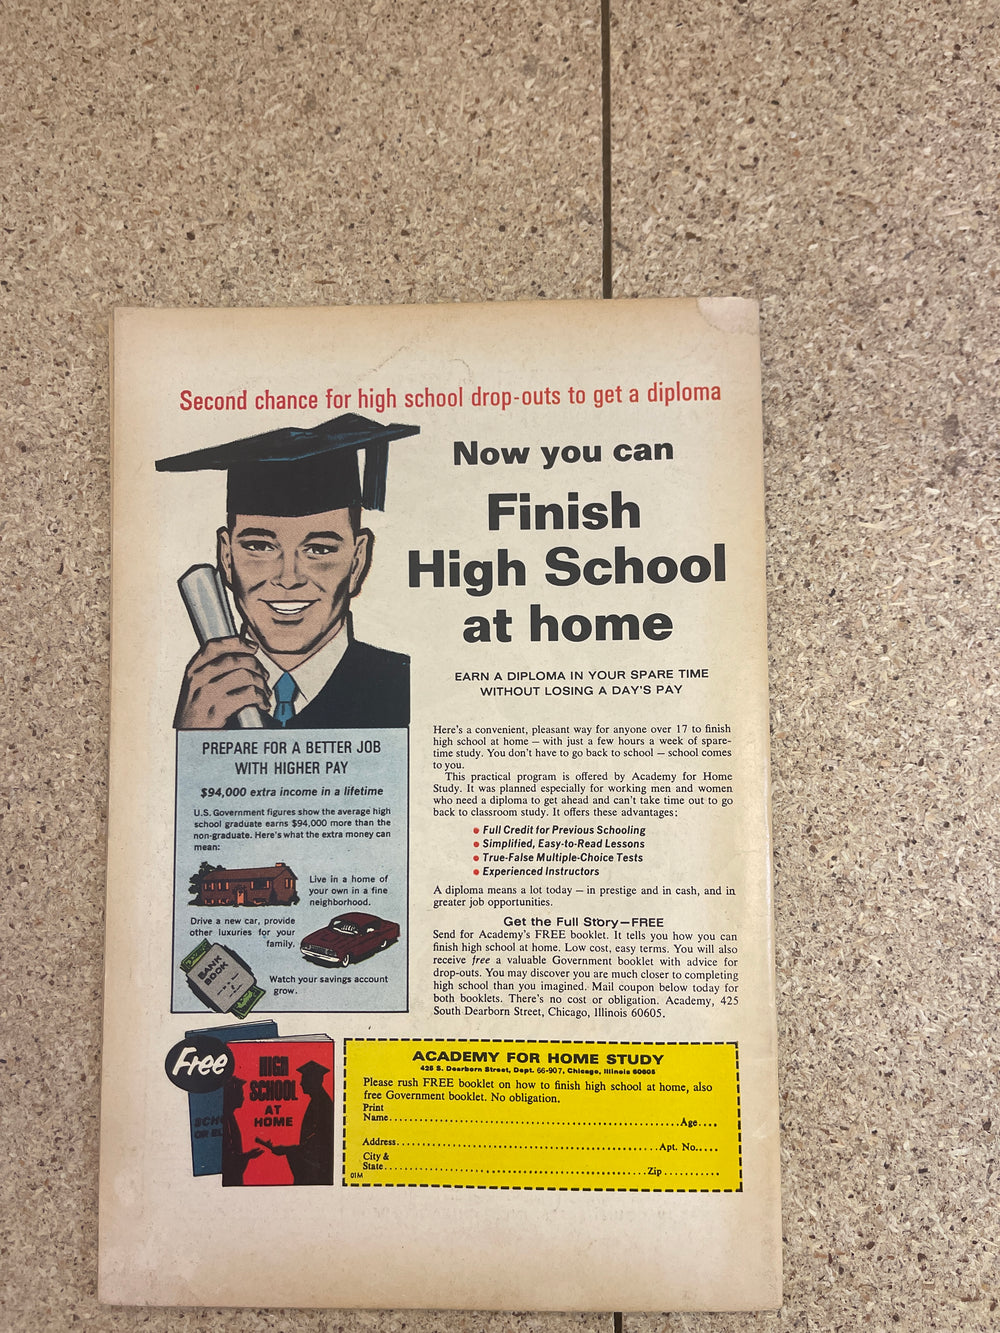 Second chance for high school drop-outs to get a diploma
Now you can
Finish
High School
at home
EARN A DIPLOMA IN YOUR SPARE TIME
WITHOUT LOSING A DAY'S PAY
PREPARE FOR A BETTER JOB
WITH HIGHER PAY
$94,000 extra income in a lifetime
U.S. Government figures show the average high
school graduate earns $94,000 more than the
non-graduate. Here's what the extra money can
mean:
Live in a home of
your own in a fine
neighborhood.
Drive a new car, provide
other luxuries for your
family.
BANK
BOOK
Watch your savings account
grow.
Here's a convenient, pleasant way for anyone over 17 to finish
high school at home — with just a few hours a week of spare-
time study. You don't have to go back to school — school comes
to you.
This practical program is offered by Academy for Home
Study. It was planned especially for working men and women
who need a diploma to get ahead and can't take time out to go
back to classroom study. It offers these advantages:
• Full Credit for Previous Schooling
• Simplified, Easy-to-Read Lessons
• True-False Multiple-Choice Tests
• Experienced Instructors
A diploma means a lot today — in prestige and in cash, and in
greater job opportunities.
Get the Full Story—FREE
Send for Academy's FREE booklet. It tells you how you can
finish high school at home. Low cost, easy terms. You will also
receive free a valuable Government booklet with advice for
drop-outs. You may discover you are much closer to completing
high school than you imagined. Mail coupon below today for
both booklets. There's no cost or obligation. Academy, 425
South Dearborn Street, Chicago, Illinois 60605.
Free
HIGH
SCHOOL
AT
HOME
SCHO
OR EL
ACADEMY FOR HOME STUDY
425 S. Dearborn Street, Dept. 66-907, Chicago, Illinois 60605
Please rush FREE booklet on how to finish high school at home, also
free Government booklet. No obligation.
Print
Name..........Age....
Address..........Apt. No.....
City &
State..........Zip..........
01M